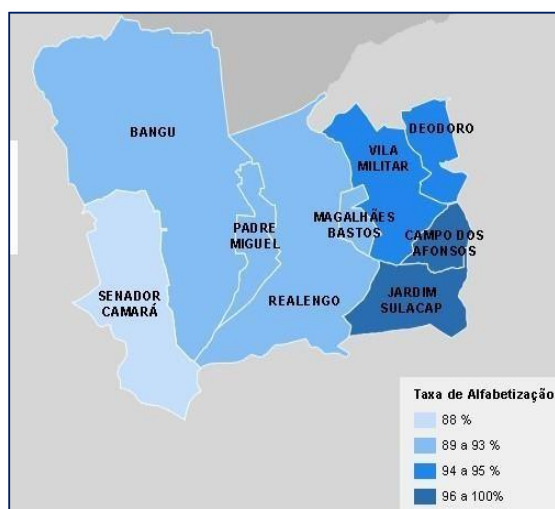 BANGU
DEODORO
VILA
MILITAR
PADRE
MIGUEL
MAGALHÃES
BASTOS
CAMPO DOS
AFONSOS
SENADOR
CAMARÁ
REALENGO
JARDIM
SULACAP
Taxa de Alfabetização
88 %
89 a 93 %
94 a 95 %
96 a 100%